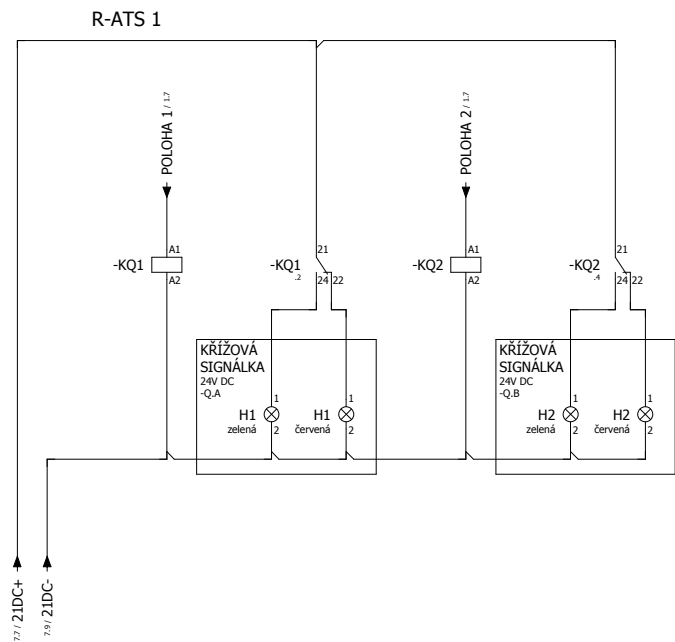 R-ATS 1
POLOHA 1 / 1.7
POLOHA 2 / 1.7
-KQ1
A1
A2
-KQ1
.2
21
24
22
-KQ2
A1
A2
-KQ2
.4
21
24
22
KŘÍŽOVÁ
SIGNÁLKA
24V DC
-Q.A
H1
zelená
1
2
H1
červená
1
2
KŘÍŽOVÁ
SIGNÁLKA
24V DC
-Q.B
H2
zelená
1
2
H2
červená
1
2
7.7 / 21DC+
7.9 / 21DC-